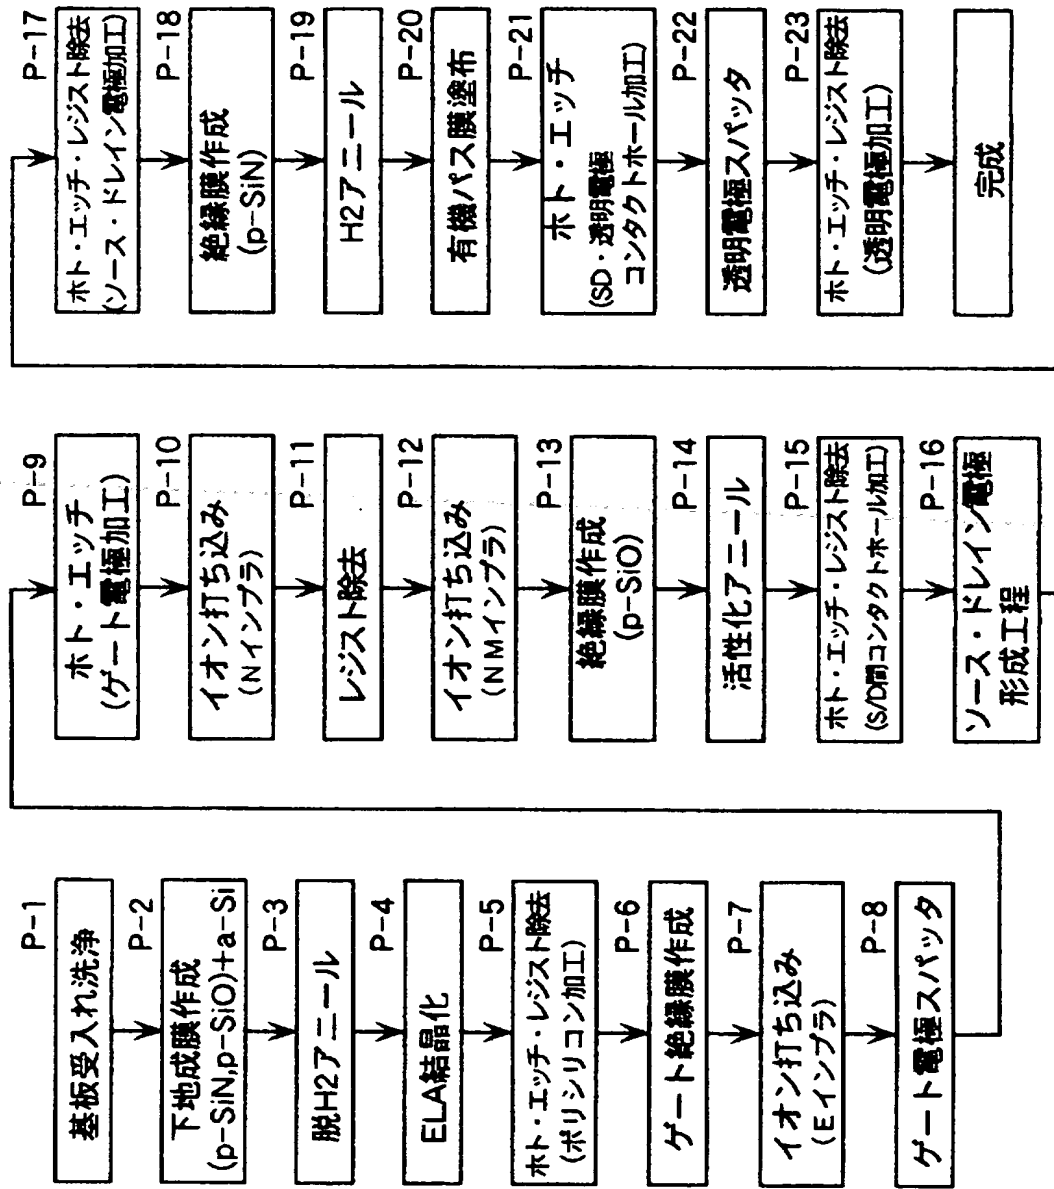 P-1
基板受入れ洗浄
P-2
下地成膜作成
(p-SiN,p-SiO)+a-Si
P-3
脱H2アニール
P-4
ELA結晶化
P-5
ホト・エッチ・レジスト除去
(ポリシリコン加工)
P-6
ゲート絶縁膜作成
P-7
イオン打ち込み
(Eインプラ)
P-8
ゲート電極スパッタ
P-9
ホト・エッチ
(ゲート電極加工)
P-10
イオン打ち込み
(Nインプラ)
P-11
レジスト除去
P-12
イオン打ち込み
(NMインプラ)
P-13
絶縁膜作成
(p-SiO)
P-14
活性化アニール
P-15
ホト・エッチ・レジスト除去
(S/D間コンタクトホール加工)
P-16
ソース・ドレイン電極
形成工程
P-17
ホト・エッチ・レジスト除去
(ソース・ドレイン電極加工)
P-18
絶縁膜作成
(p-SiN)
P-19
H2アニール
P-20
有機パス膜塗布
P-21
ホト・エッチ
(SD・透明電極
コンタクトホール加工)
P-22
透明電極スパッタ
P-23
ホト・エッチ・レジスト除去
(透明電極加工)
完成